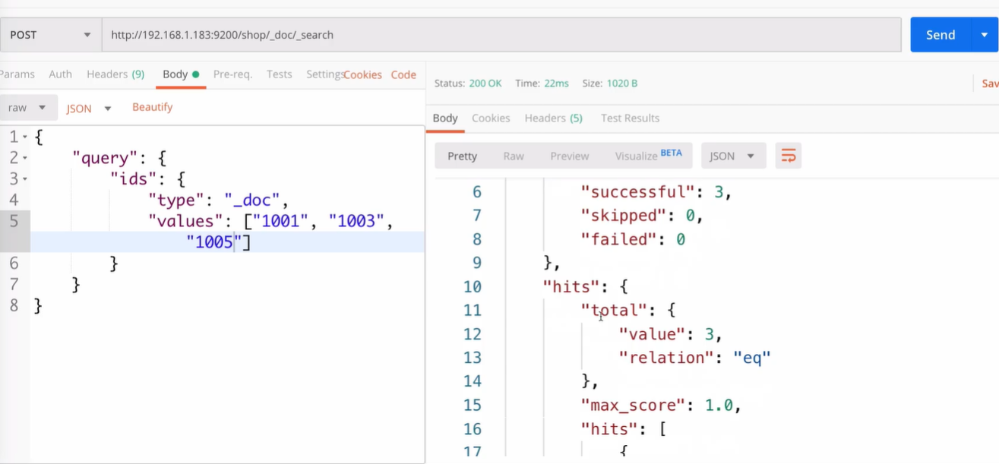 POST
http://192.168.1.183:9200/shop/_doc/_search
Send
Params Auth Headers (9) Body Pre-req. Tests Settings Cookies Code
raw JSON Beautify
1 {
2 "query": {
3 "ids": {
4 "type": "_doc",
5 "values": ["1001", "1003",
"1005"]
6 }
7 }
8 }
Status: 200 OK Time: 22ms Size: 1020 B Sav
Body Cookies Headers (5) Test Results
Pretty Raw Preview Visualize BETA JSON
6 "successful": 3,
7 "skipped": 0,
8 "failed": 0
9 },
10 "hits": {
11 "total": {
12 "value": 3,
13 "relation": "eq"
14 },
15 "max_score": 1.0,
16 "hits": [
17 {